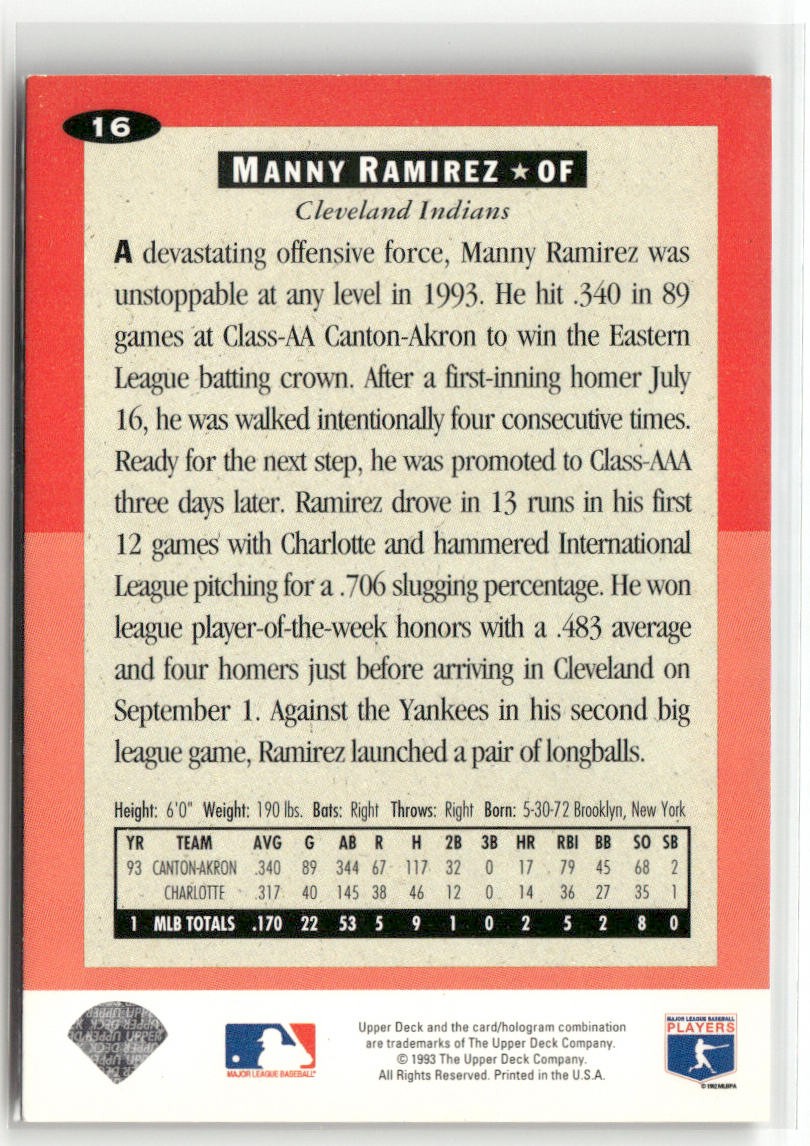 16
MANNY RAMIREZ ★ OF
Cleveland Indians
A devastating offensive force, Manny Ramirez was
unstoppable at any level in 1993. He hit .340 in 89
games at Class-AA Canton-Akron to win the Eastern
League batting crown. After a first-inning homer July
16, he was walked intentionally four consecutive times.
Ready for the next step, he was promoted to Class-AAA
three days later. Ramirez drove in 13 runs in his first
12 games with Charlotte and hammered International
League pitching for a .706 slugging percentage. He won
league player-of-the-week honors with a .483 average
and four homers just before arriving in Cleveland on
September 1. Against the Yankees in his second big
league game, Ramirez launched a pair of longballs.
Height: 6'0" Weight: 190 lbs. Bats: Right Throws: Right Born: 5-30-72 Brooklyn, New York
YR TEAM AVG G AB R H 2B 3B HR RBI BB SO SB
93 CANTON-AKRON .340 89 344 67 117 32 0 17 79 45 68 2
CHARLOTTE .317 40 145 38 46 12 0 14 36 27 35 1
1 MLB TOTALS .170 22 53 5 9 1 0 2 5 2 8 0
Upper Deck and the card/hologram combination
are trademarks of The Upper Deck Company.
© 1993 The Upper Deck Company.
All Rights Reserved. Printed in the U.S.A.
MAJOR LEAGUE BASEBALL
MAJOR LEAGUE BASEBALL
PLAYERS
© 1992 MLBPA